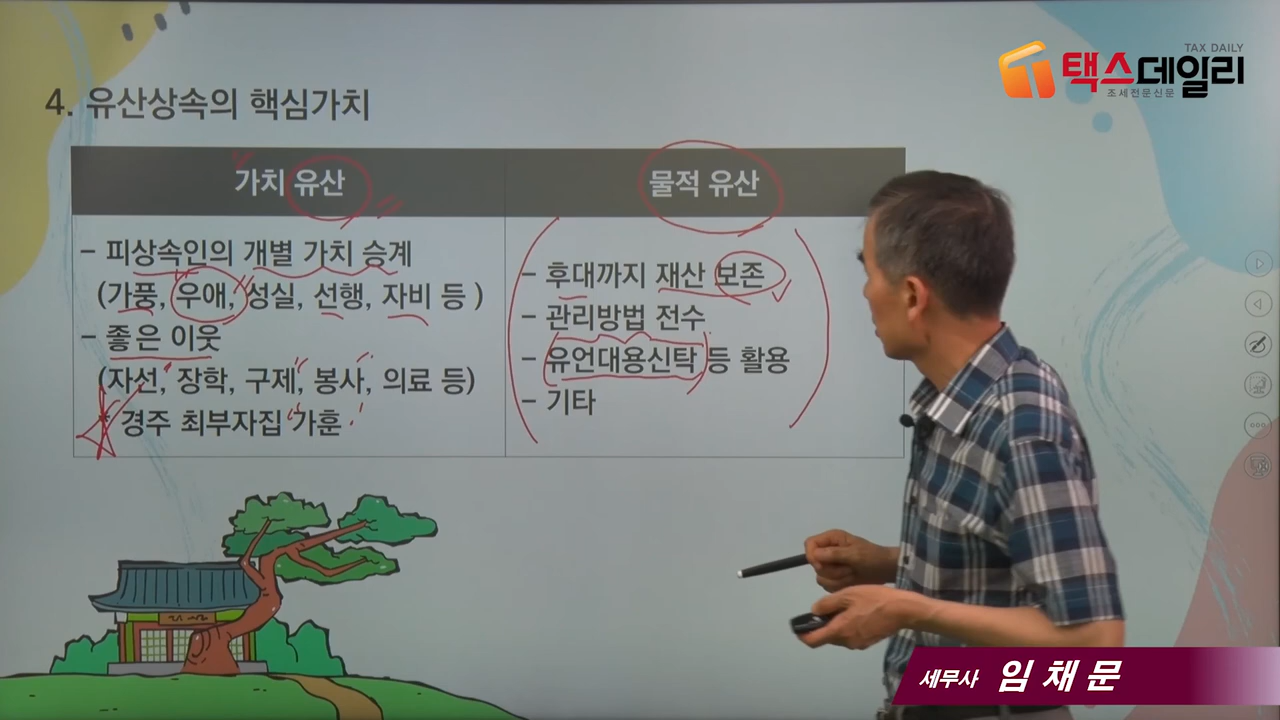 TAX DAILY
택스데일리
조세전문신문
4. 유산상속의 핵심가치
가치 유산
물적 유산
- 피상속인의 개별 가치 승계
(가풍, 우애, 성실, 선행, 자비 등 )
- 좋은 이웃
(자선, 장학, 구제, 봉사, 의료 등)
* 경주 최부자집 가훈
- 후대까지 재산 보존
- 관리방법 전수
- 유언대용신탁 등 활용
- 기타
세무사 임채문